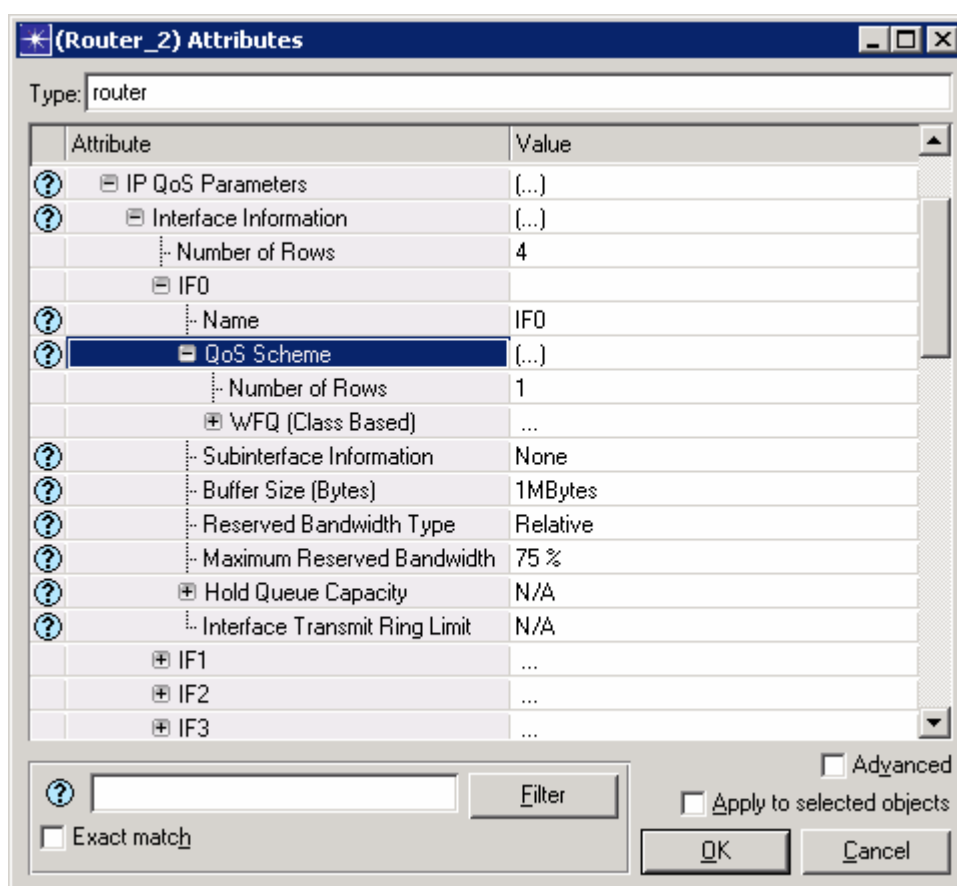 (Router_2) Attributes
Type: router
Attribute Value
IP QoS Parameters (...)
Interface Information (...)
Number of Rows 4
IF0
Name IF0
QoS Scheme (...)
Number of Rows 1
WFQ (Class Based) ...
Subinterface Information None
Buffer Size (Bytes) 1MBytes
Reserved Bandwidth Type Relative
Maximum Reserved Bandwidth 75 %
Hold Queue Capacity N/A
Interface Transmit Ring Limit N/A
IF1 ...
IF2 ...
IF3 ...
Advanced
Filter
Apply to selected objects
Exact match
OK Cancel